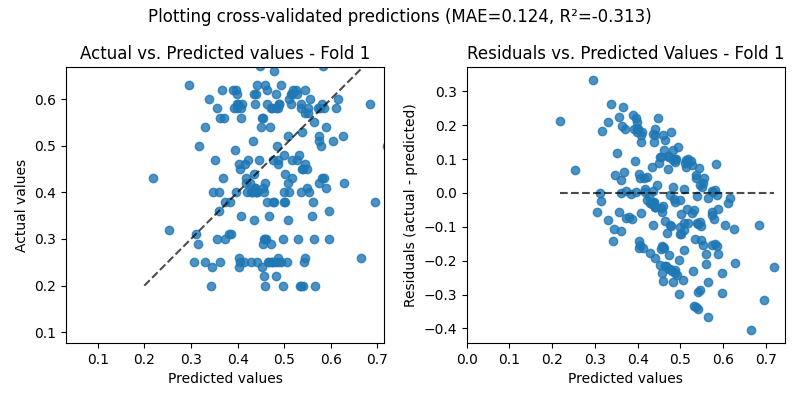 Plotting cross-validated predictions (MAE=0.124, R²=-0.313)
Actual vs. Predicted values - Fold 1
Actual values
0.6
0.5
0.4
0.3
0.2
0.1
0.1 0.2 0.3 0.4 0.5 0.6 0.7
Predicted values
Residuals vs. Predicted Values - Fold 1
Residuals (actual - predicted)
0.3
0.2
0.1
0.0
−0.1
−0.2
−0.3
−0.4
0.0 0.1 0.2 0.3 0.4 0.5 0.6 0.7
Predicted values